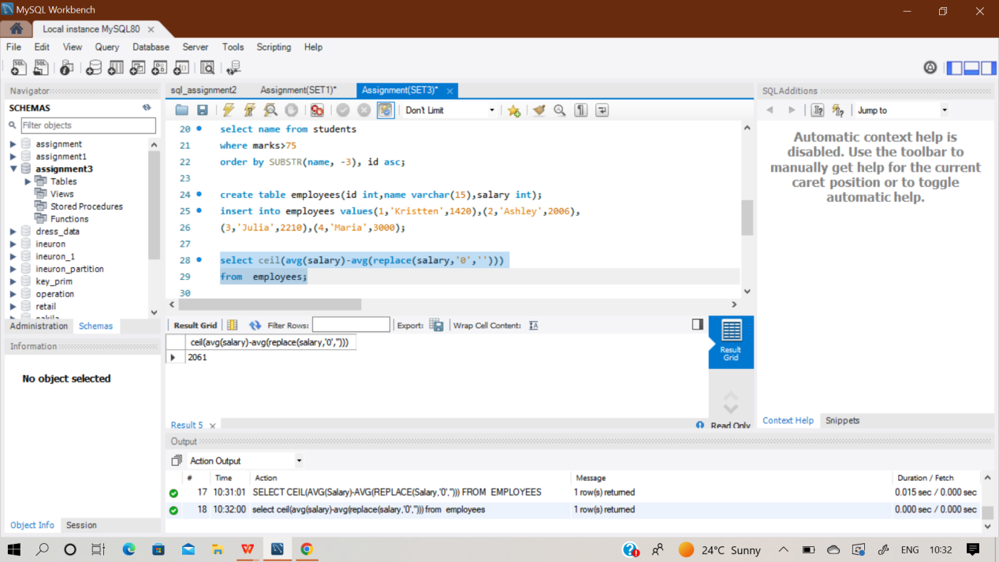 MySQL Workbench
Local instance MySQL80
File Edit View Query Database Server Tools Scripting Help
Navigator
SCHEMAS
Filter objects
assignment
assignment1
assignment3
Tables
Views
Stored Procedures
Functions
dress_data
ineuron
ineuron_1
ineuron_partition
key_prim
operation
retail
Administration Schemas
Information
No object selected
Object Info Session
sql_assignment2 Assignment(SET1)* Assignment(SET3)*
Don't Limit
20 select name from students
21 where marks>75
22 order by SUBSTR(name, -3), id asc;
23
24 create table employees(id int,name varchar(15),salary int);
25 insert into employees values(1,'Kristten',1420),(2,'Ashley',2006),
26 (3,'Julia',2210),(4,'Maria',3000);
27
28 select ceil(avg(salary)-avg(replace(salary,'0','')))
29 from  employees;
30
Result Grid Filter Rows: Export: Wrap Cell Content:
ceil(avg(salary)-avg(replace(salary,'0','')))
2061
Result Grid
Result 5 Read Only
SQLAdditions
Jump to
Automatic context help is
disabled. Use the toolbar to
manually get help for the current
caret position or to toggle
automatic help.
Context Help Snippets
Output
Action Output
# Time Action Message Duration / Fetch
17 10:31:01 SELECT CEIL(AVG(Salary)-AVG(REPLACE(Salary,'0',''))) FROM  EMPLOYEES 1 row(s) returned 0.015 sec / 0.000 sec
18 10:32:00 select ceil(avg(salary)-avg(replace(salary,'0',''))) from  employees 1 row(s) returned 0.000 sec / 0.000 sec
24°C Sunny ENG 10:32